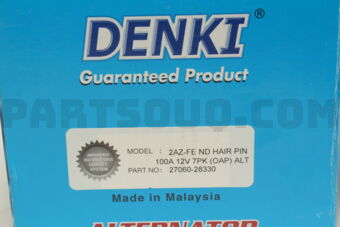 DENKI®
Guaranteed Product
PARTSOUQ.COM
MODEL : 2AZ-FE ND HAIR PIN
100A 12V 7PK (OAP) ALT
PART NO: 27060-28330
Made in Malaysia
ALTERNATOR